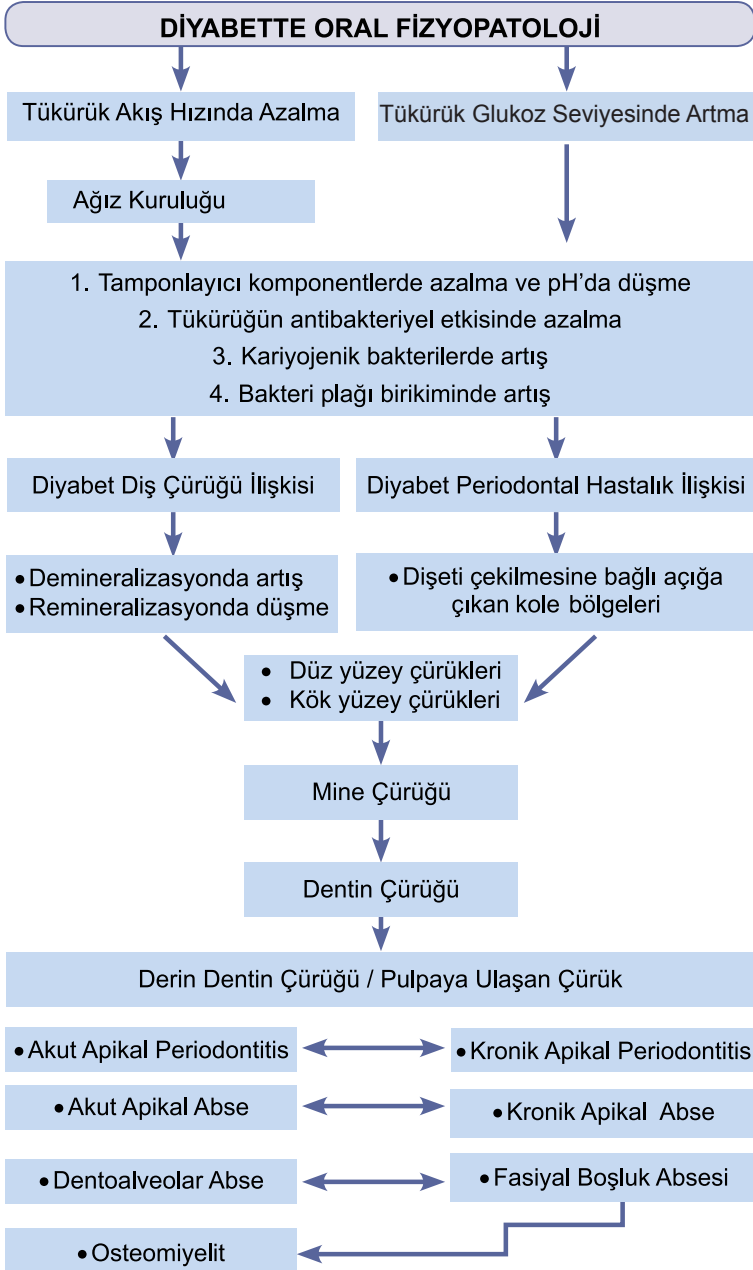 DİYABETTE ORAL FİZYOPATOLOJİ
Tükürük Akış Hızında Azalma
Tükürük Glukoz Seviyesinde Artma
Ağız Kuruluğu
1. Tamponlayıcı komponentlerde azalma ve pH’da düşme
2. Tükürüğün antibakteriyel etkisinde azalma
3. Kariyojenik bakterilerde artış
4. Bakteri plağı birikiminde artış
Diyabet Diş Çürüğü İlişkisi
Diyabet Periodontal Hastalık İlişkisi
• Demineralizasyonda artış
• Remineralizasyonda düşme
• Dişeti çekilmesine bağlı açığa
çıkan kole bölgeleri
• Düz yüzey çürükleri
• Kök yüzey çürükleri
Mine Çürüğü
Dentin Çürüğü
Derin Dentin Çürüğü / Pulpaya Ulaşan Çürük
• Akut Apikal Periodontitis
• Kronik Apikal Periodontitis
• Akut Apikal Abse
• Kronik Apikal Abse
• Dentoalveolar Abse
• Fasiyal Boşluk Absesi
• Osteomiyelit